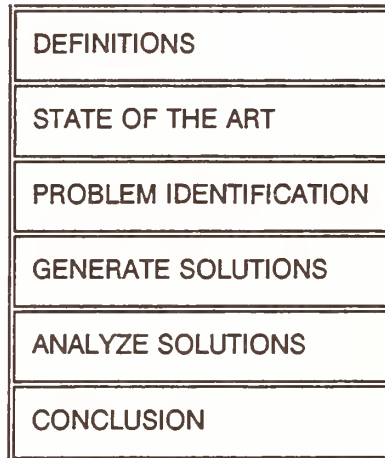 DEFINITIONS
STATE OF THE ART
PROBLEM IDENTIFICATION
GENERATE SOLUTIONS
ANALYZE SOLUTIONS
CONCLUSION